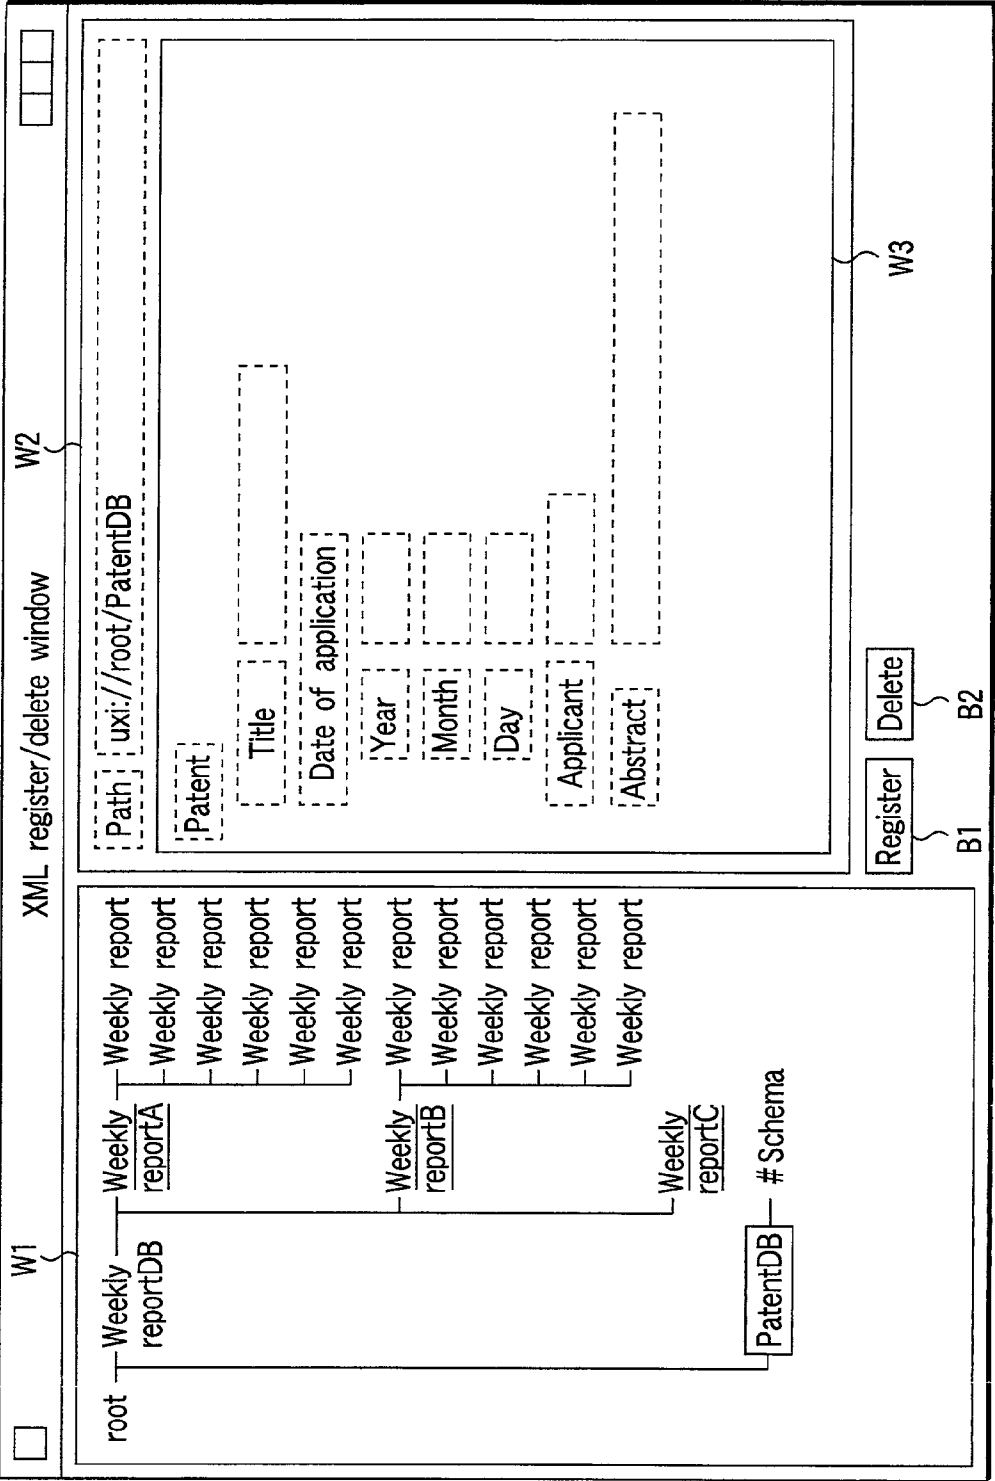 XML register/delete window
W1
W2
root
Weekly
reportDB
Weekly
reportA
Weekly report
Weekly report
Weekly report
Weekly report
Weekly report
Weekly report
Weekly
reportB
Weekly report
Weekly report
Weekly report
Weekly report
Weekly report
Weekly report
Weekly
reportC
PatentDB
# Schema
Path uxi://root/PatentDB
Patent
Title
Date of application
Year
Month
Day
Applicant
Abstract
W3
Register Delete
B1 B2